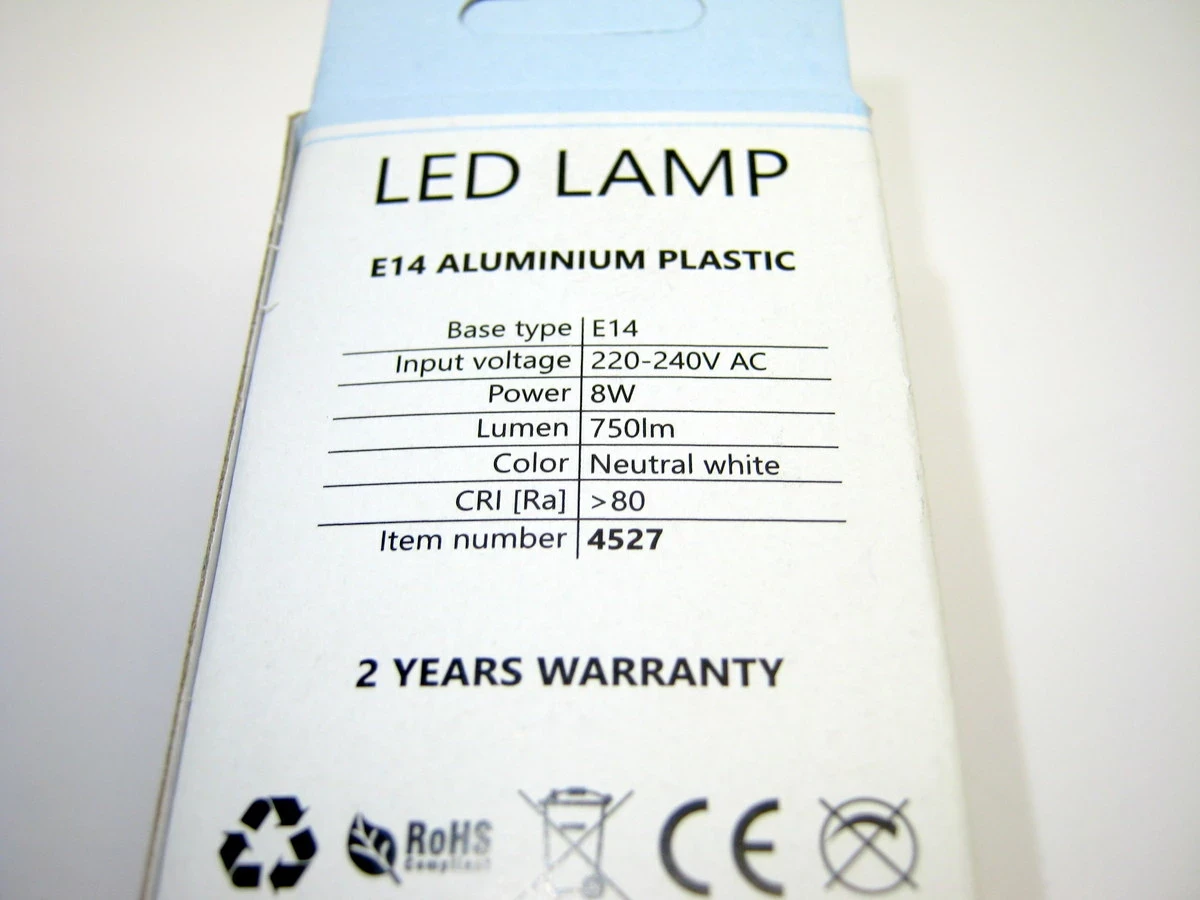 LED LAMP
E14 ALUMINIUM PLASTIC
Base type E14
Input voltage 220-240V AC
Power 8W
Lumen 750lm
Color Neutral white
CRI [Ra] >80
Item number 4527
2 YEARS WARRANTY
RoHS CE
Compliant